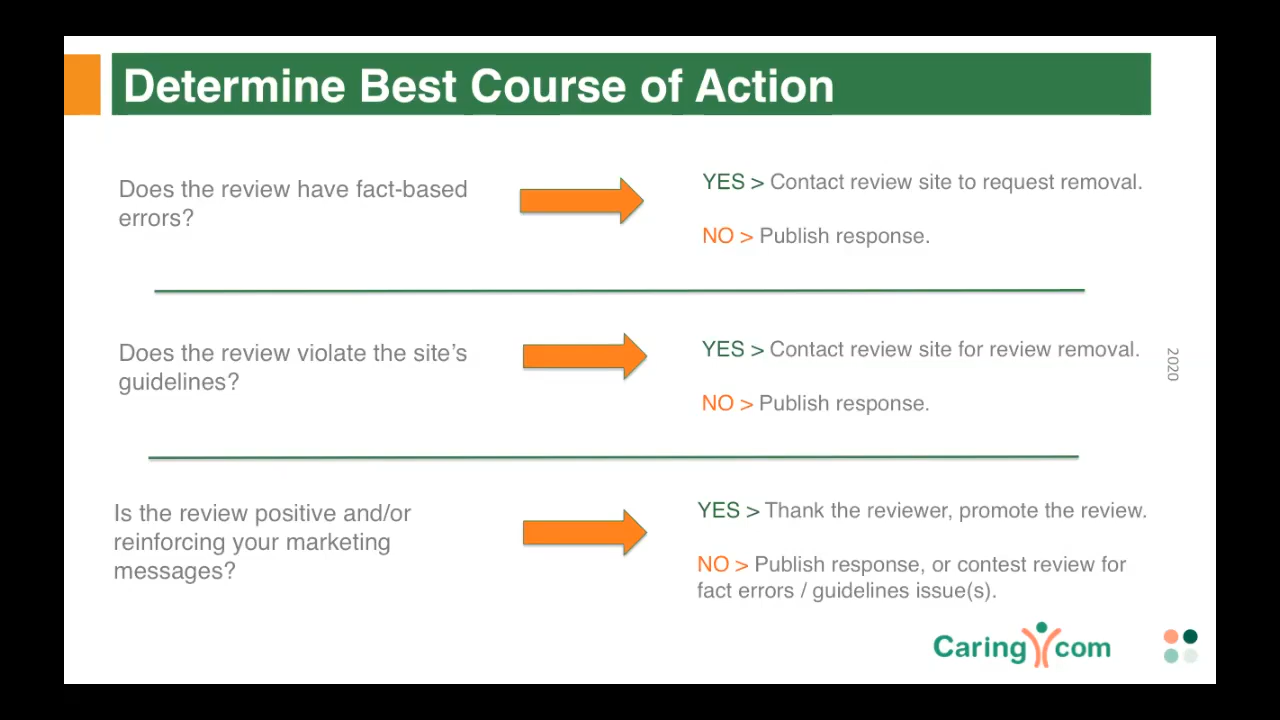 Determine Best Course of Action
Does the review have fact-based
errors?
YES > Contact review site to request removal.
NO > Publish response.
Does the review violate the site’s
guidelines?
YES > Contact review site for review removal.
NO > Publish response.
2020
Is the review positive and/or
reinforcing your marketing
messages?
YES > Thank the reviewer, promote the review.
NO > Publish response, or contest review for
fact errors / guidelines issue(s).
Caring com